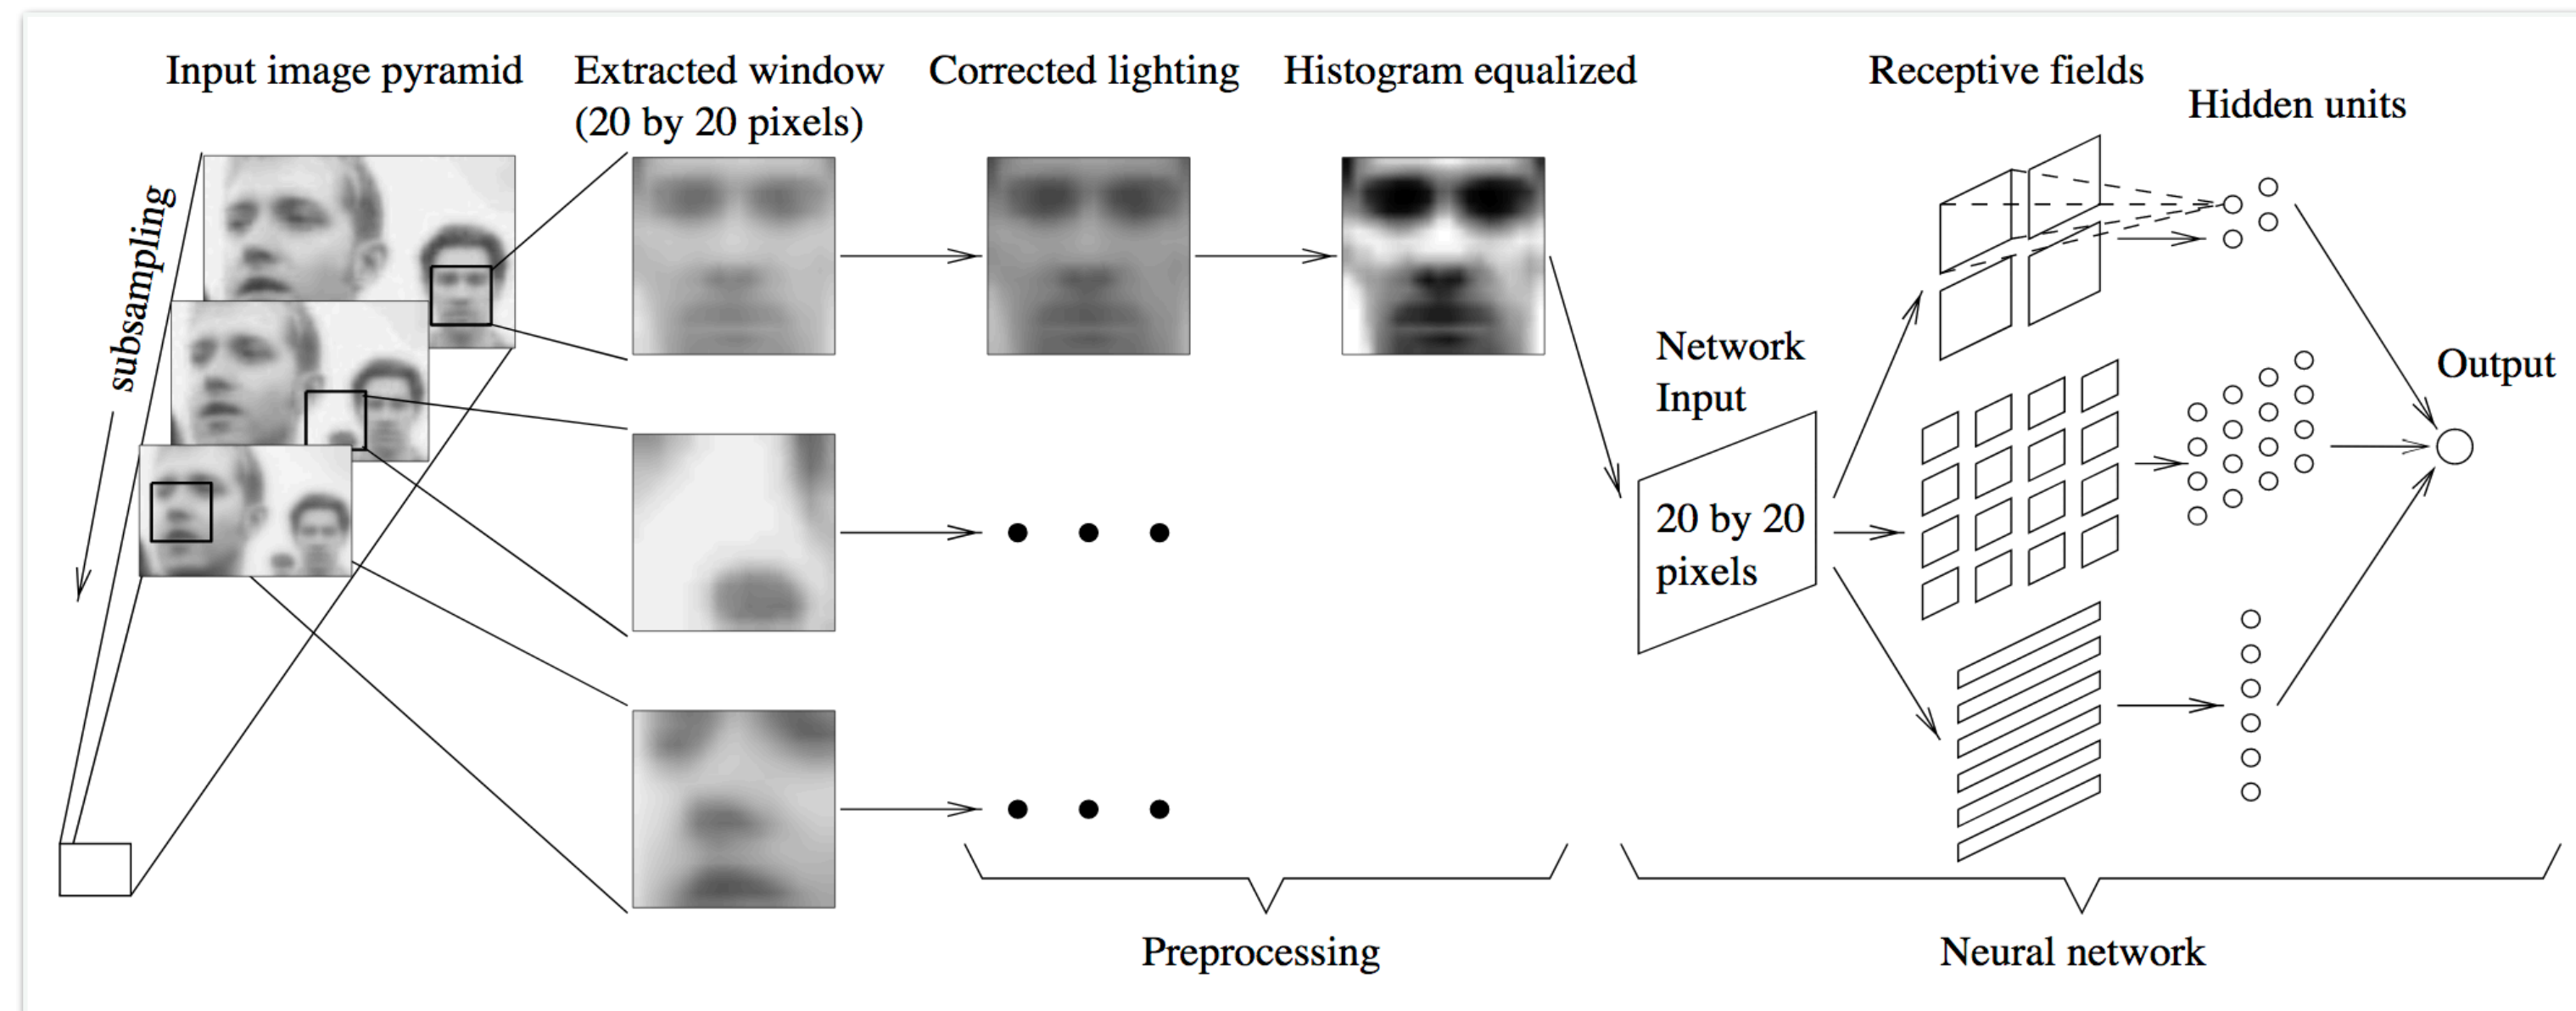 Input image pyramid
Extracted window
(20 by 20 pixels)
Corrected lighting
Histogram equalized
Receptive fields
Hidden units
subsampling
Network
Input
20 by 20
pixels
Output
Preprocessing
Neural network